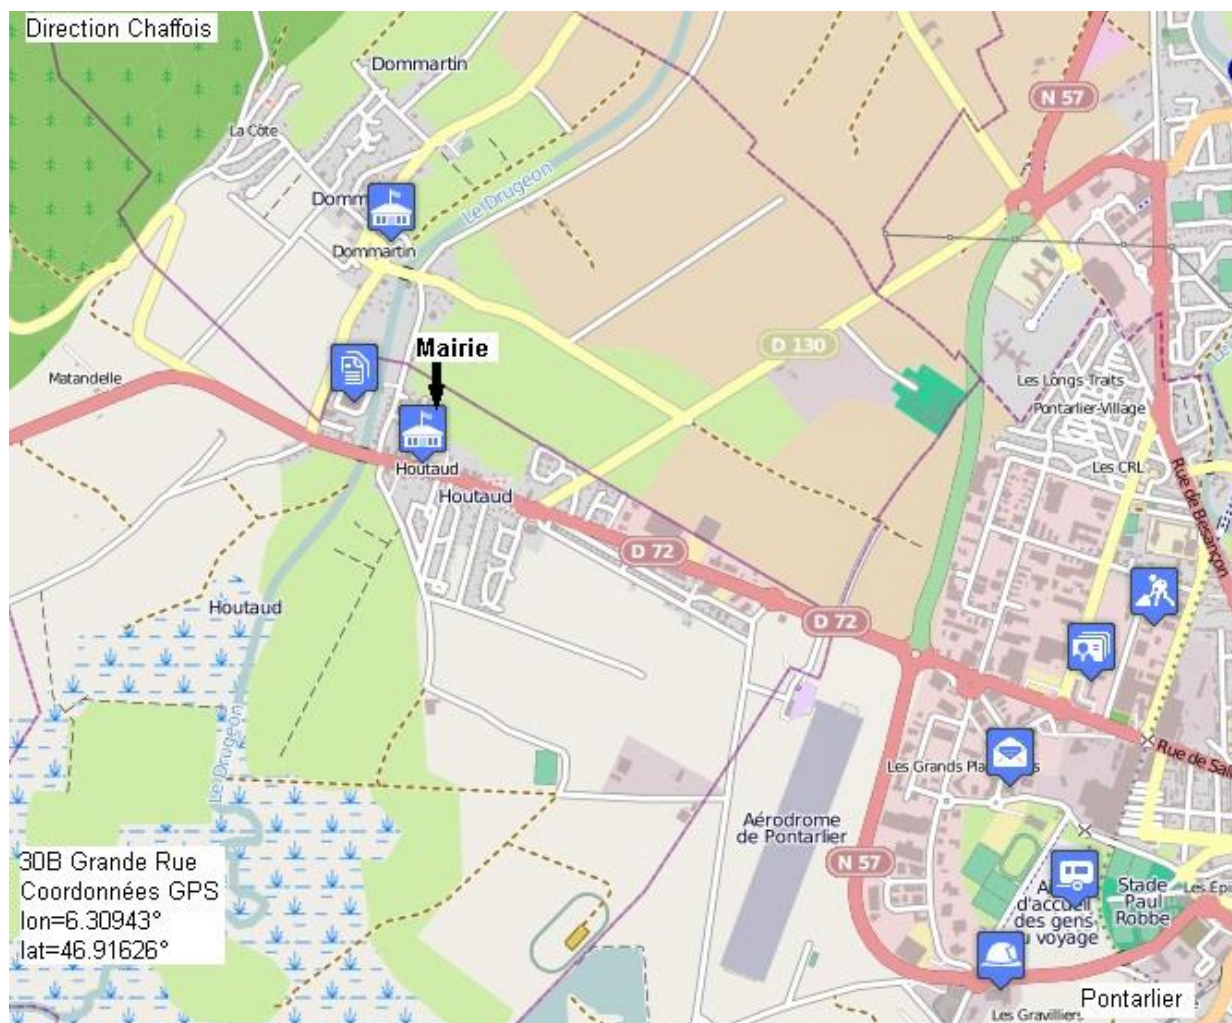 Direction Chaffois
Dommartin
N 57
La Côte
Le Drugeon
Domm
Dommartin
D 130
Mairie
Matandelle
Les Longs Traits
Pontarlier-Village
Houtaud
Houtaud
Les CRL
Rue de Besançon
D 72
Houtaud
D 72
Le Drugeon
Rue de Sal
Les Grands Pla
Aérodrome
de Pontarlier
N 57
30B Grande Rue
Coordonnées GPS
lon=6.30943°
lat=46.91626°
Stade
Paul
Robbe
Les Epi
d'accueil
des gens
u voyage
Pontarlier
Les Gravilliers